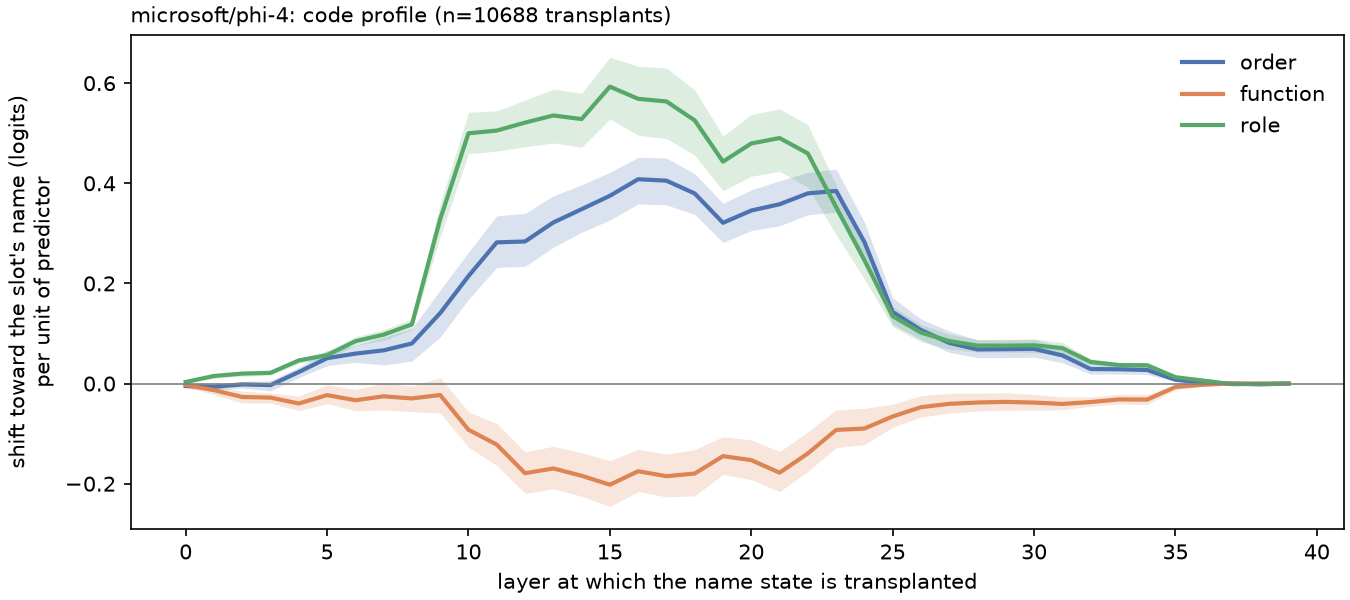 microsoft/phi-4: code profile (n=10688 transplants)
shift toward the slot's name (logits)
per unit of predictor
0.6
0.4
0.2
0.0
−0.2
order
function
role
0 5 10 15 20 25 30 35 40
layer at which the name state is transplanted